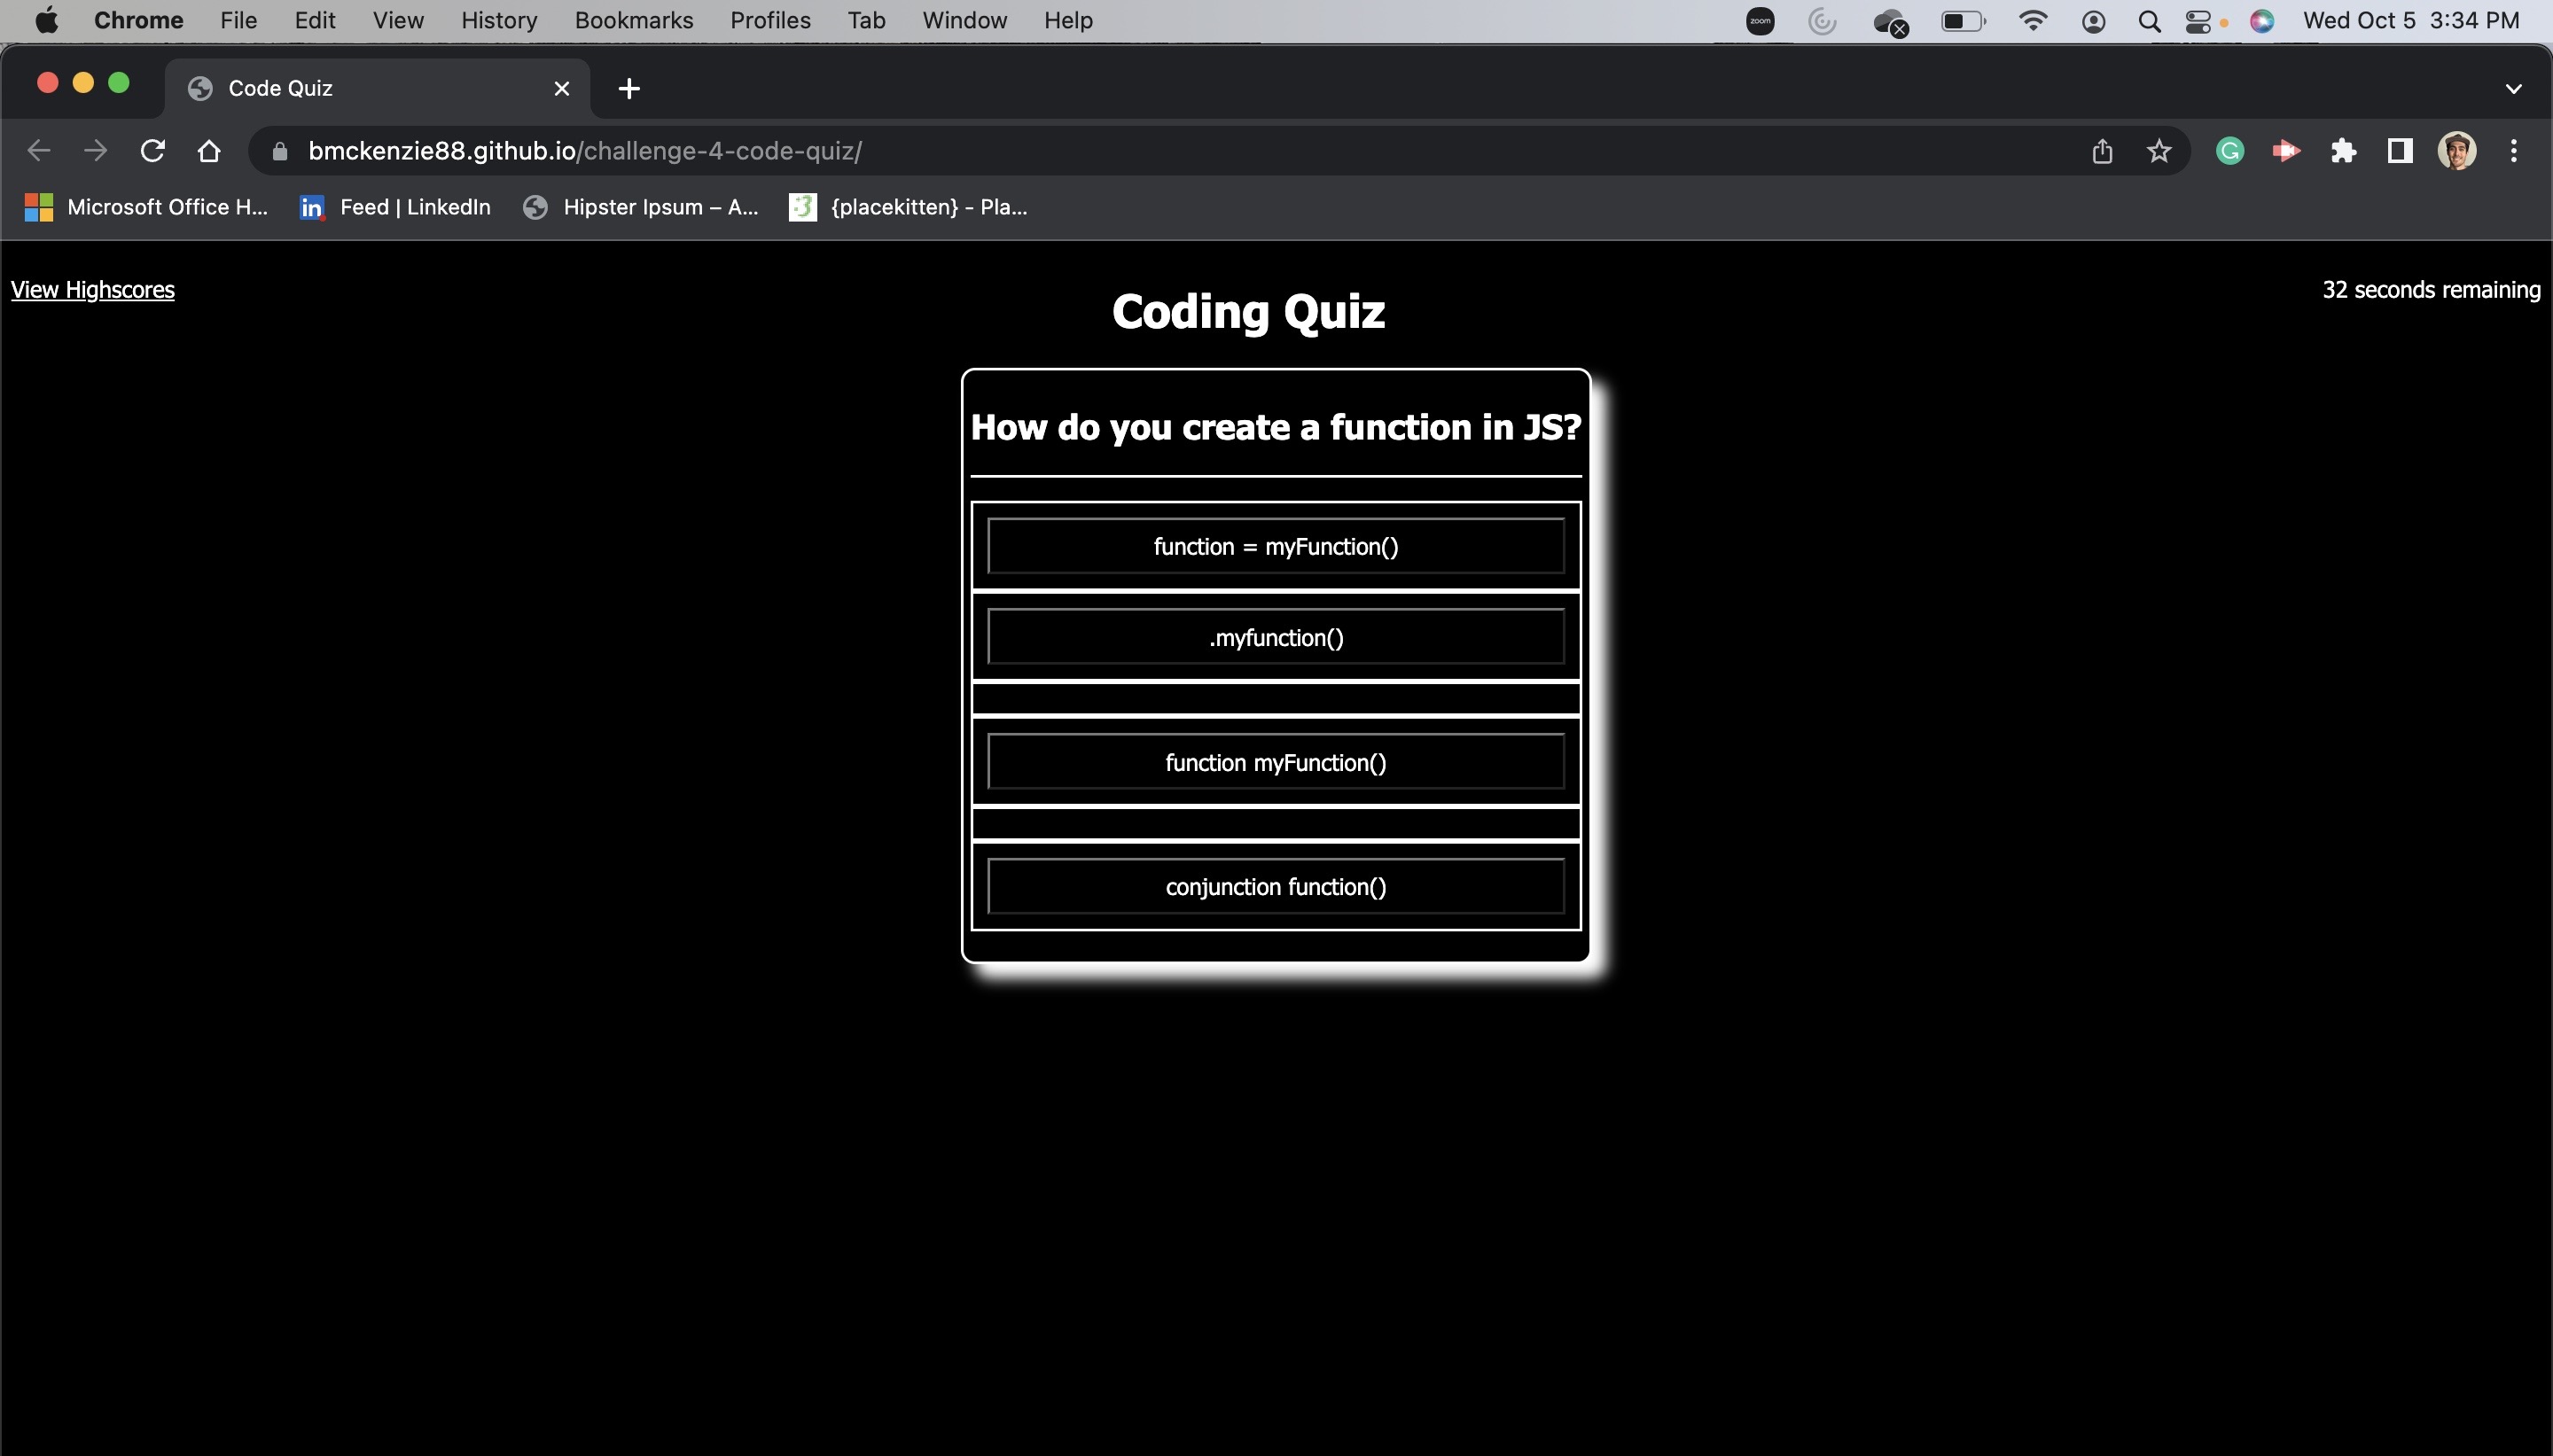 Chrome File Edit View History Bookmarks Profiles Tab Window Help zoom Wed Oct 5 3:34 PM
Code Quiz
bmckenzie88.github.io/challenge-4-code-quiz/
Microsoft Office H... in Feed | LinkedIn Hipster Ipsum – A... {placekitten} - Pla...
View Highscores
Coding Quiz
32 seconds remaining
How do you create a function in JS?
function = myFunction()
.myfunction()
function myFunction()
conjunction function()